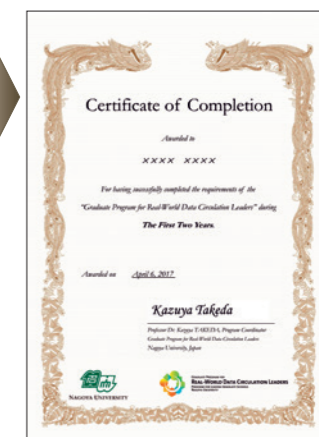 Certificate of Completion
Awarded to
XXXX XXXX
For having successfully completed the requirements of the
"Graduate Program for Real-World Data Circulation Leaders" during
The First Two Years.
Awarded on April 6, 2017
Kazuya Takeda
Professor Dr. Kazuya TAKEDA, Program Coordinator
Graduate Program for Real-World Data Circulation Leaders
Nagoya University, Japan
NAGOYA UNIVERSITY
REAL-WORLD DATA CIRCULATION LEADERS